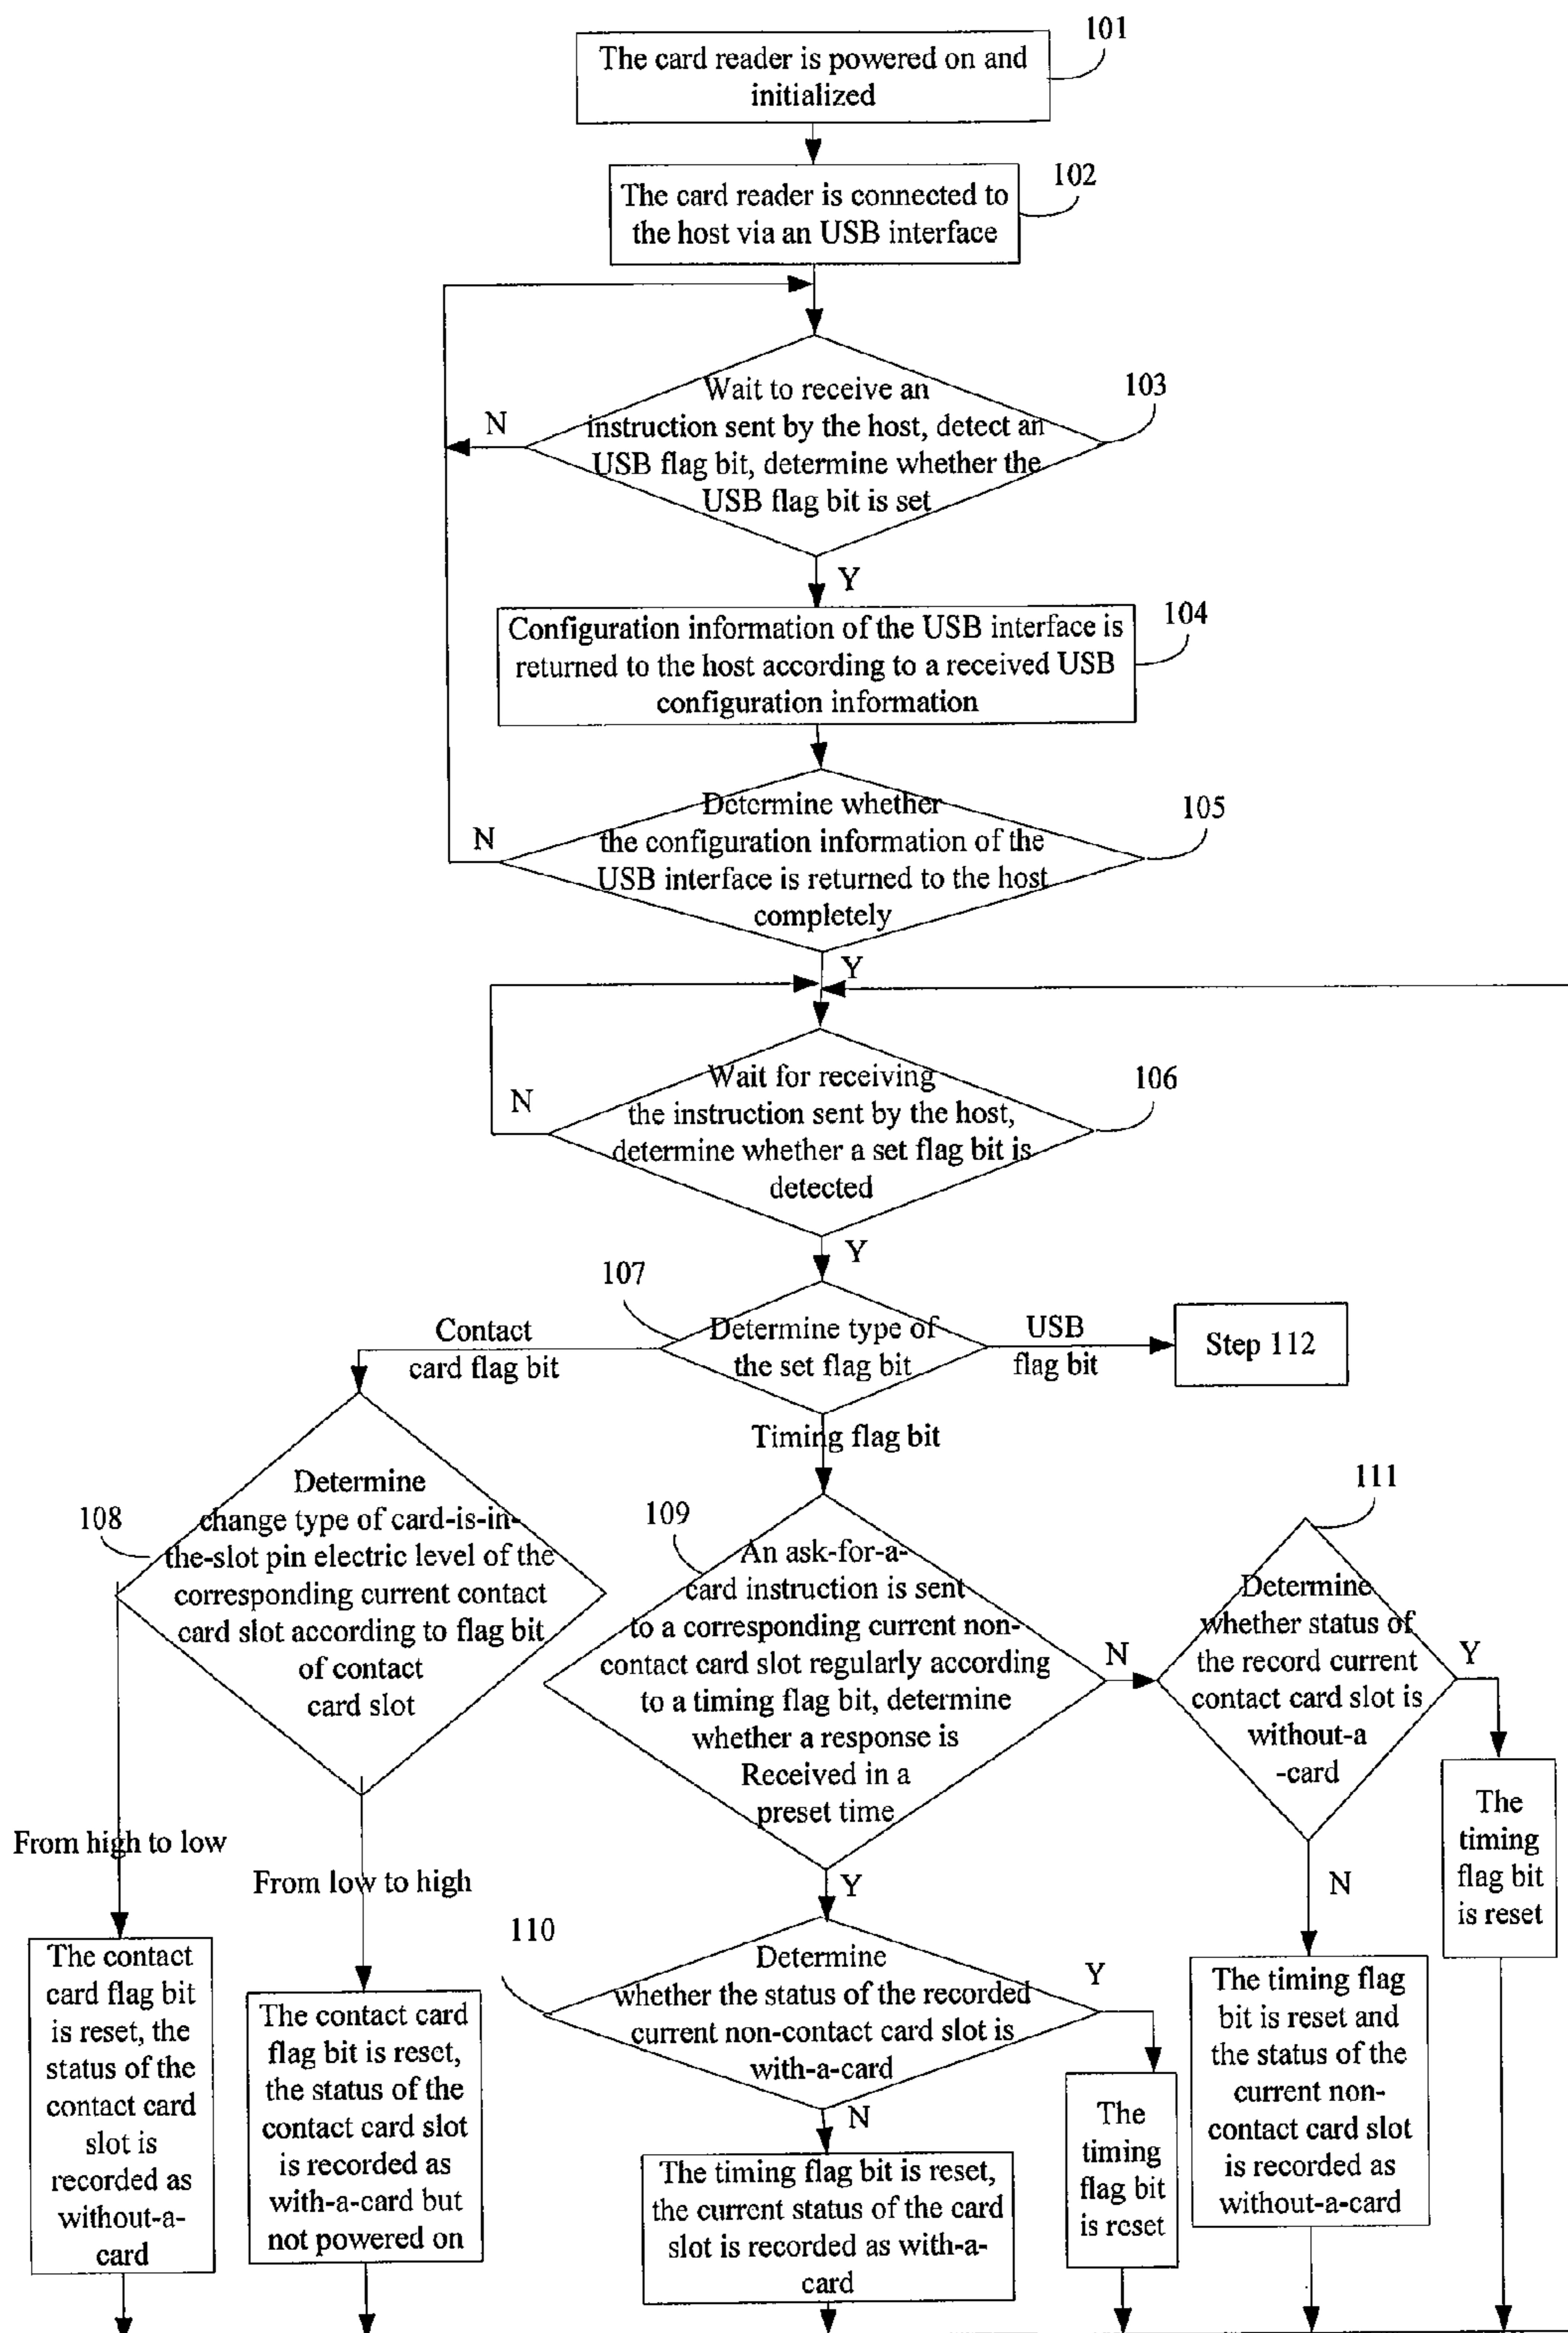 101
The card reader is powered on and
initialized
102
The card reader is connected to
the host via an USB interface
103
Wait to receive an
instruction sent by the host, detect an
USB flag bit, determine whether the
USB flag bit is set
N
Y
104
Configuration information of the USB interface is
returned to the host according to a received USB
configuration information
105
Determine whether
the configuration information of the
USB interface is returned to the host
completely
N
Y
106
Wait for receiving
the instruction sent by the host,
determine whether a set flag bit is
detected
N
Y
107
Determine type of
the set flag bit
Contact
card flag bit
USB
flag bit
Step 112
Timing flag bit
108
Determine
change type of card-is-in-
the-slot pin electric level of the
corresponding current contact
card slot according to flag bit
of contact
card slot
109
An ask-for-a-
card instruction is sent
to a corresponding current non-
contact card slot regularly according
to a timing flag bit, determine
whether a response is
Received in a
preset time
N
111
Determine
whether status of
the record current
contact card slot is
without-a
-card
Y
The
timing
flag bit
is reset
From high to low
From low to high
Y
N
110
Determine
whether the status of the recorded
current non-contact card slot is
with-a-card
Y
N
The contact
card flag bit
is reset, the
status of the
contact card
slot is
recorded as
without-a-
card
The contact card
flag bit is reset,
the status of the
contact card slot
is recorded as
with-a-card but
not powered on
The timing flag bit is reset,
the current status of the card
slot is recorded as with-a-
card
The
timing
flag bit
is reset
The timing flag
bit is reset and
the status of the
current non-
contact card slot
is recorded as
without-a-card